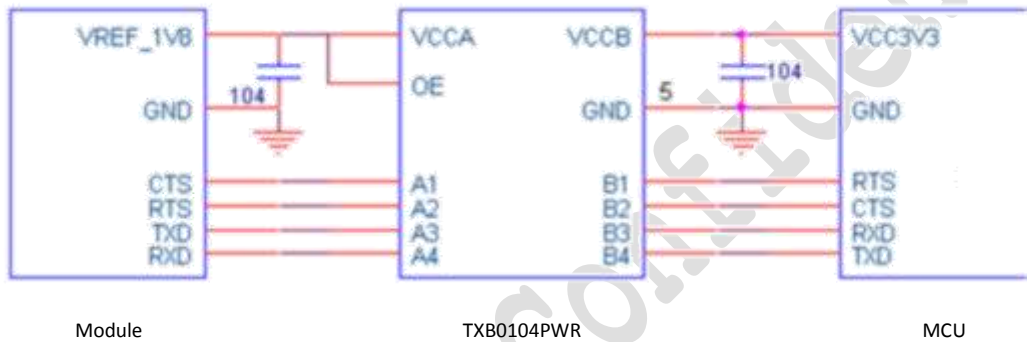 VREF_1V8
GND
CTS
RTS
TXD
RXD
104
VCCA
OE
A1
A2
A3
A4
VCCB
GND
B1
B2
B3
B4
5
104
VCC3V3
GND
RTS
CTS
RXD
TXD
Module
TXB0104PWR
MCU